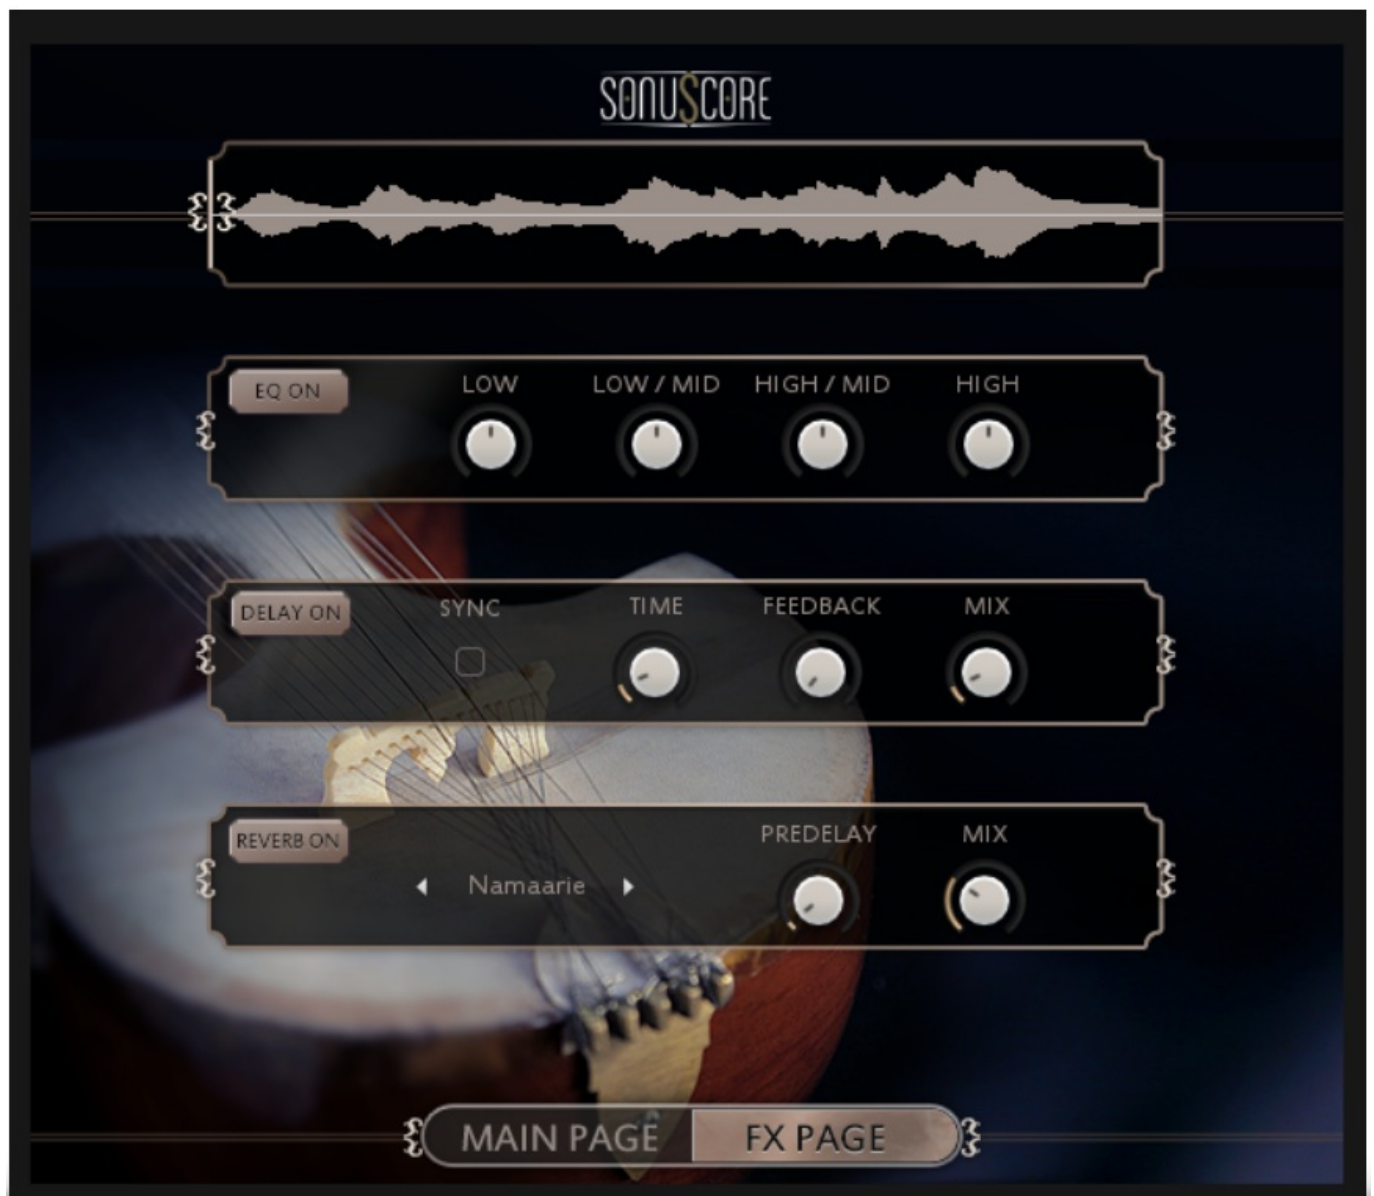 SONUSCORE
EQ ON
LOW
LOW / MID
HIGH / MID
HIGH
DELAY ON
SYNC
TIME
FEEDBACK
MIX
REVERB ON
Namaarie
PREDELAY
MIX
MAIN PAGE
FX PAGE